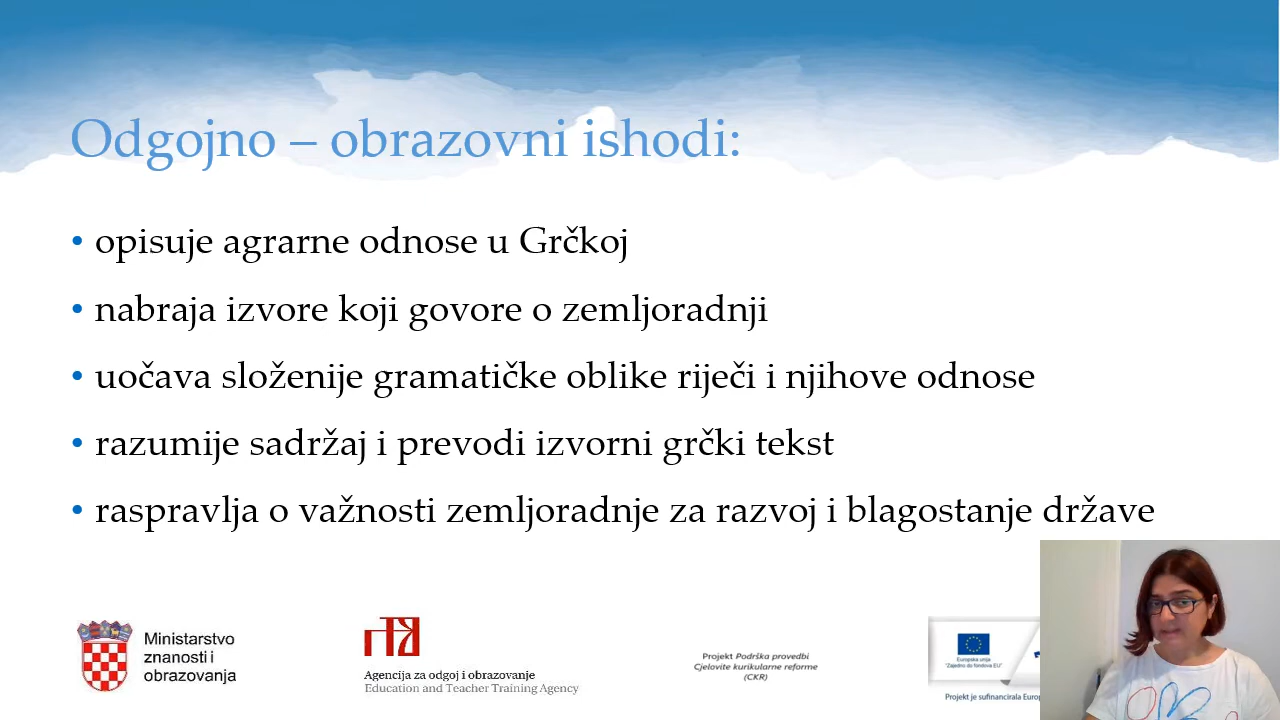 Odgojno – obrazovni ishodi:
• opisuje agrarne odnose u Grčkoj
• nabraja izvore koji govore o zemljoradnji
• uočava složenije gramatičke oblike riječi i njihove odnose
• razumije sadržaj i prevodi izvorni grčki tekst
• raspravlja o važnosti zemljoradnje za razvoj i blagostanje države
Ministarstvo
znanosti i
obrazovanja
Agencija za odgoj i obrazovanje
Education and Teacher Training Agency
Projekt Podrška provedbi
Cjelovite kurikularne reforme
(CKR)
Europska unija
"Zajedno do fondova EU"
Projekt je sufinancirala